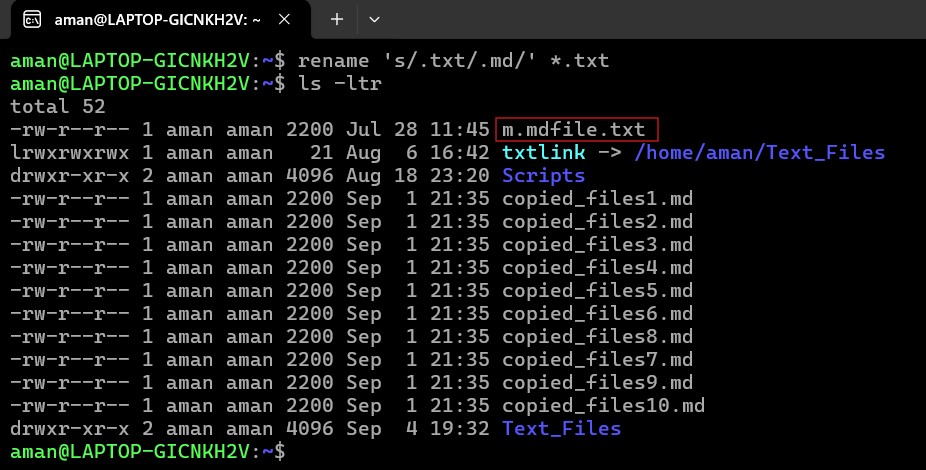 aman@LAPTOP-GICNKH2V: ~
aman@LAPTOP-GICNKH2V:~$ rename 's/.txt/.md/' *.txt
aman@LAPTOP-GICNKH2V:~$ ls -ltr
total 52
-rw-r--r-- 1 aman aman 2200 Jul 28 11:45 m.mdfile.txt
lrwxrwxrwx 1 aman aman   21 Aug  6 16:42 txtlink -> /home/aman/Text_Files
drwxr-xr-x 2 aman aman 4096 Aug 18 23:20 Scripts
-rw-r--r-- 1 aman aman 2200 Sep  1 21:35 copied_files1.md
-rw-r--r-- 1 aman aman 2200 Sep  1 21:35 copied_files2.md
-rw-r--r-- 1 aman aman 2200 Sep  1 21:35 copied_files3.md
-rw-r--r-- 1 aman aman 2200 Sep  1 21:35 copied_files4.md
-rw-r--r-- 1 aman aman 2200 Sep  1 21:35 copied_files5.md
-rw-r--r-- 1 aman aman 2200 Sep  1 21:35 copied_files6.md
-rw-r--r-- 1 aman aman 2200 Sep  1 21:35 copied_files8.md
-rw-r--r-- 1 aman aman 2200 Sep  1 21:35 copied_files7.md
-rw-r--r-- 1 aman aman 2200 Sep  1 21:35 copied_files9.md
-rw-r--r-- 1 aman aman 2200 Sep  1 21:35 copied_files10.md
drwxr-xr-x 2 aman aman 4096 Sep  4 19:32 Text_Files
aman@LAPTOP-GICNKH2V:~$